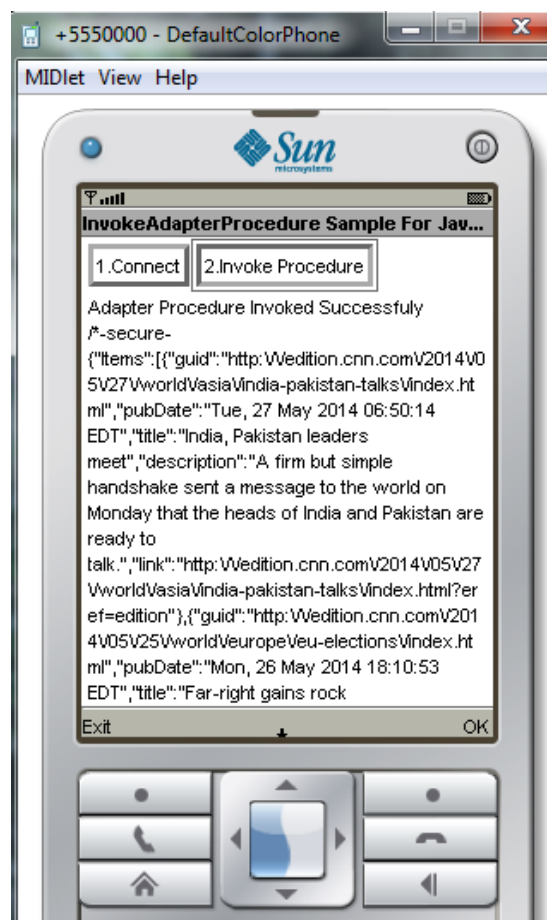 +5550000 - DefaultColorPhone
MIDlet View Help
Sun
microsystems
InvokeAdapterProcedure Sample For Jav...
1.Connect 2.Invoke Procedure
Adapter Procedure Invoked Successfuly
/*-secure-
{"Items":[{"guid":"http:\/\/edition.cnn.com\/2014\/0
5\/27\/world\/asia\/india-pakistan-talks\/index.ht
ml","pubDate":"Tue, 27 May 2014 06:50:14
EDT","title":"India, Pakistan leaders
meet","description":"A firm but simple
handshake sent a message to the world on
Monday that the heads of India and Pakistan are
ready to
talk.","link":"http:\/\/edition.cnn.com\/2014\/05\/27
\/world\/asia\/india-pakistan-talks\/index.html?er
ef=edition"},{"guid":"http:\/\/edition.cnn.com\/201
4\/05\/25\/world\/europe\/eu-elections\/index.ht
ml","pubDate":"Mon, 26 May 2014 18:10:53
EDT","title":"Far-right gains rock
Exit OK